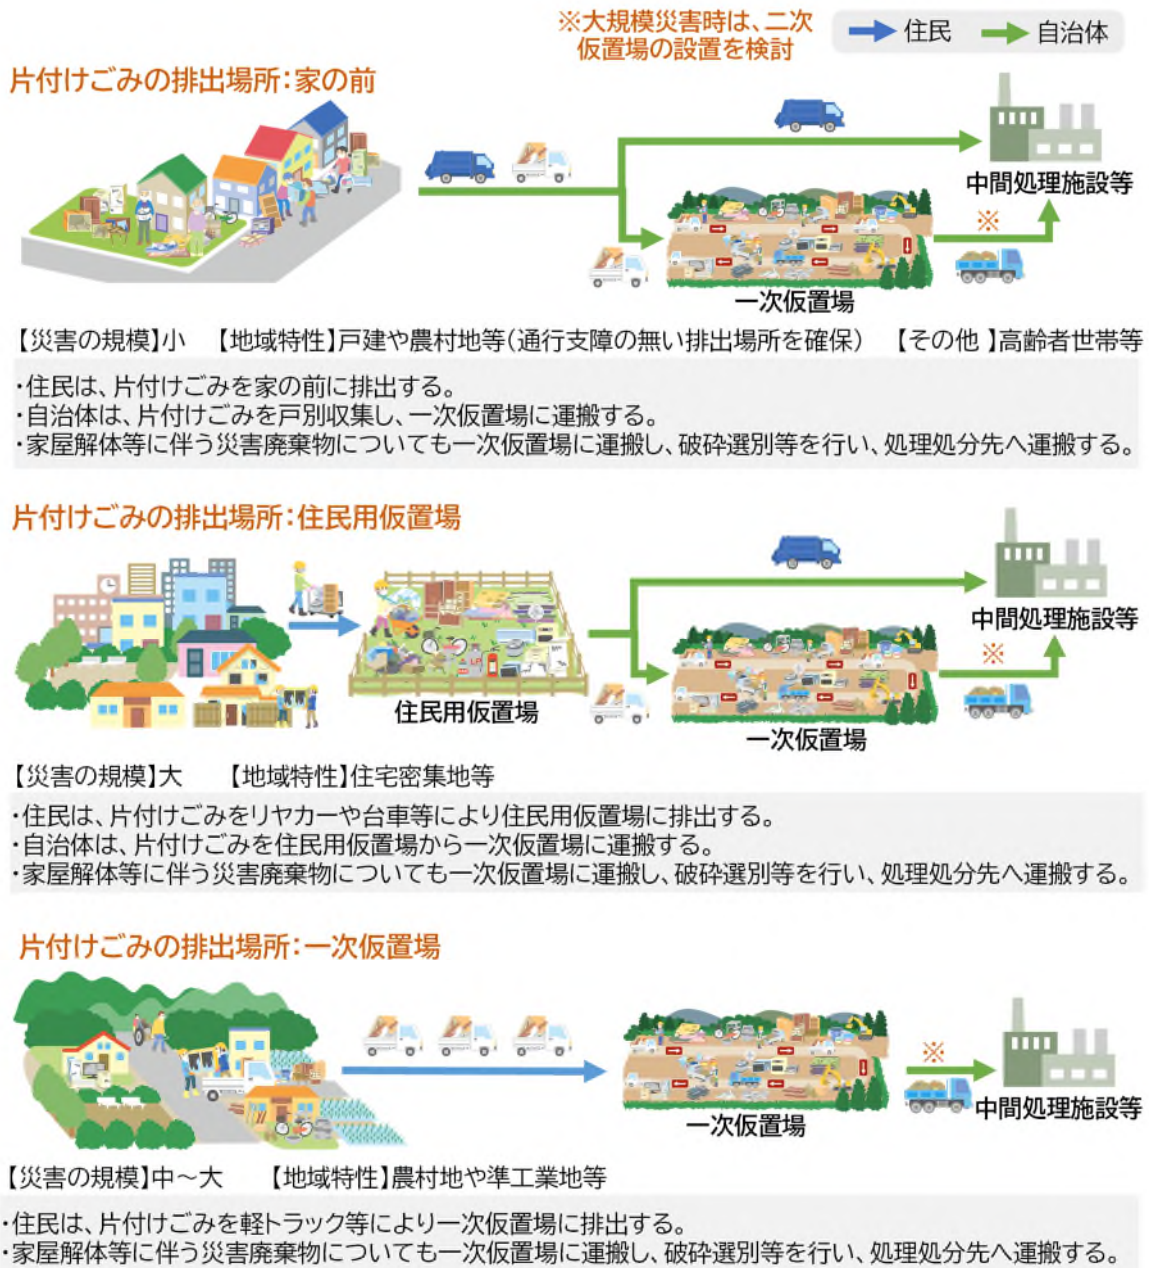 ※大規模災害時は、二次
仮置場の設置を検討
住民
自治体
片付けごみの排出場所：家の前
中間処理施設等
※
一次仮置場
【災害の規模】小 【地域特性】戸建や農村地等（通行支障の無い排出場所を確保） 【その他 】高齢者世帯等
・住民は、片付けごみを家の前に排出する。
・自治体は、片付けごみを戸別収集し、一次仮置場に運搬する。
・家屋解体等に伴う災害廃棄物についても一次仮置場に運搬し、破砕選別等を行い、処理処分先へ運搬する。
片付けごみの排出場所：住民用仮置場
中間処理施設等
※
住民用仮置場
一次仮置場
【災害の規模】大 【地域特性】住宅密集地等
・住民は、片付けごみをリヤカーや台車等により住民用仮置場に排出する。
・自治体は、片付けごみを住民用仮置場から一次仮置場に運搬する。
・家屋解体等に伴う災害廃棄物についても一次仮置場に運搬し、破砕選別等を行い、処理処分先へ運搬する。
片付けごみの排出場所：一次仮置場
※
中間処理施設等
一次仮置場
【災害の規模】中～大 【地域特性】農村地や準工業地等
・住民は、片付けごみを軽トラック等により一次仮置場に排出する。
・家屋解体等に伴う災害廃棄物についても一次仮置場に運搬し、破砕選別等を行い、処理処分先へ運搬する。